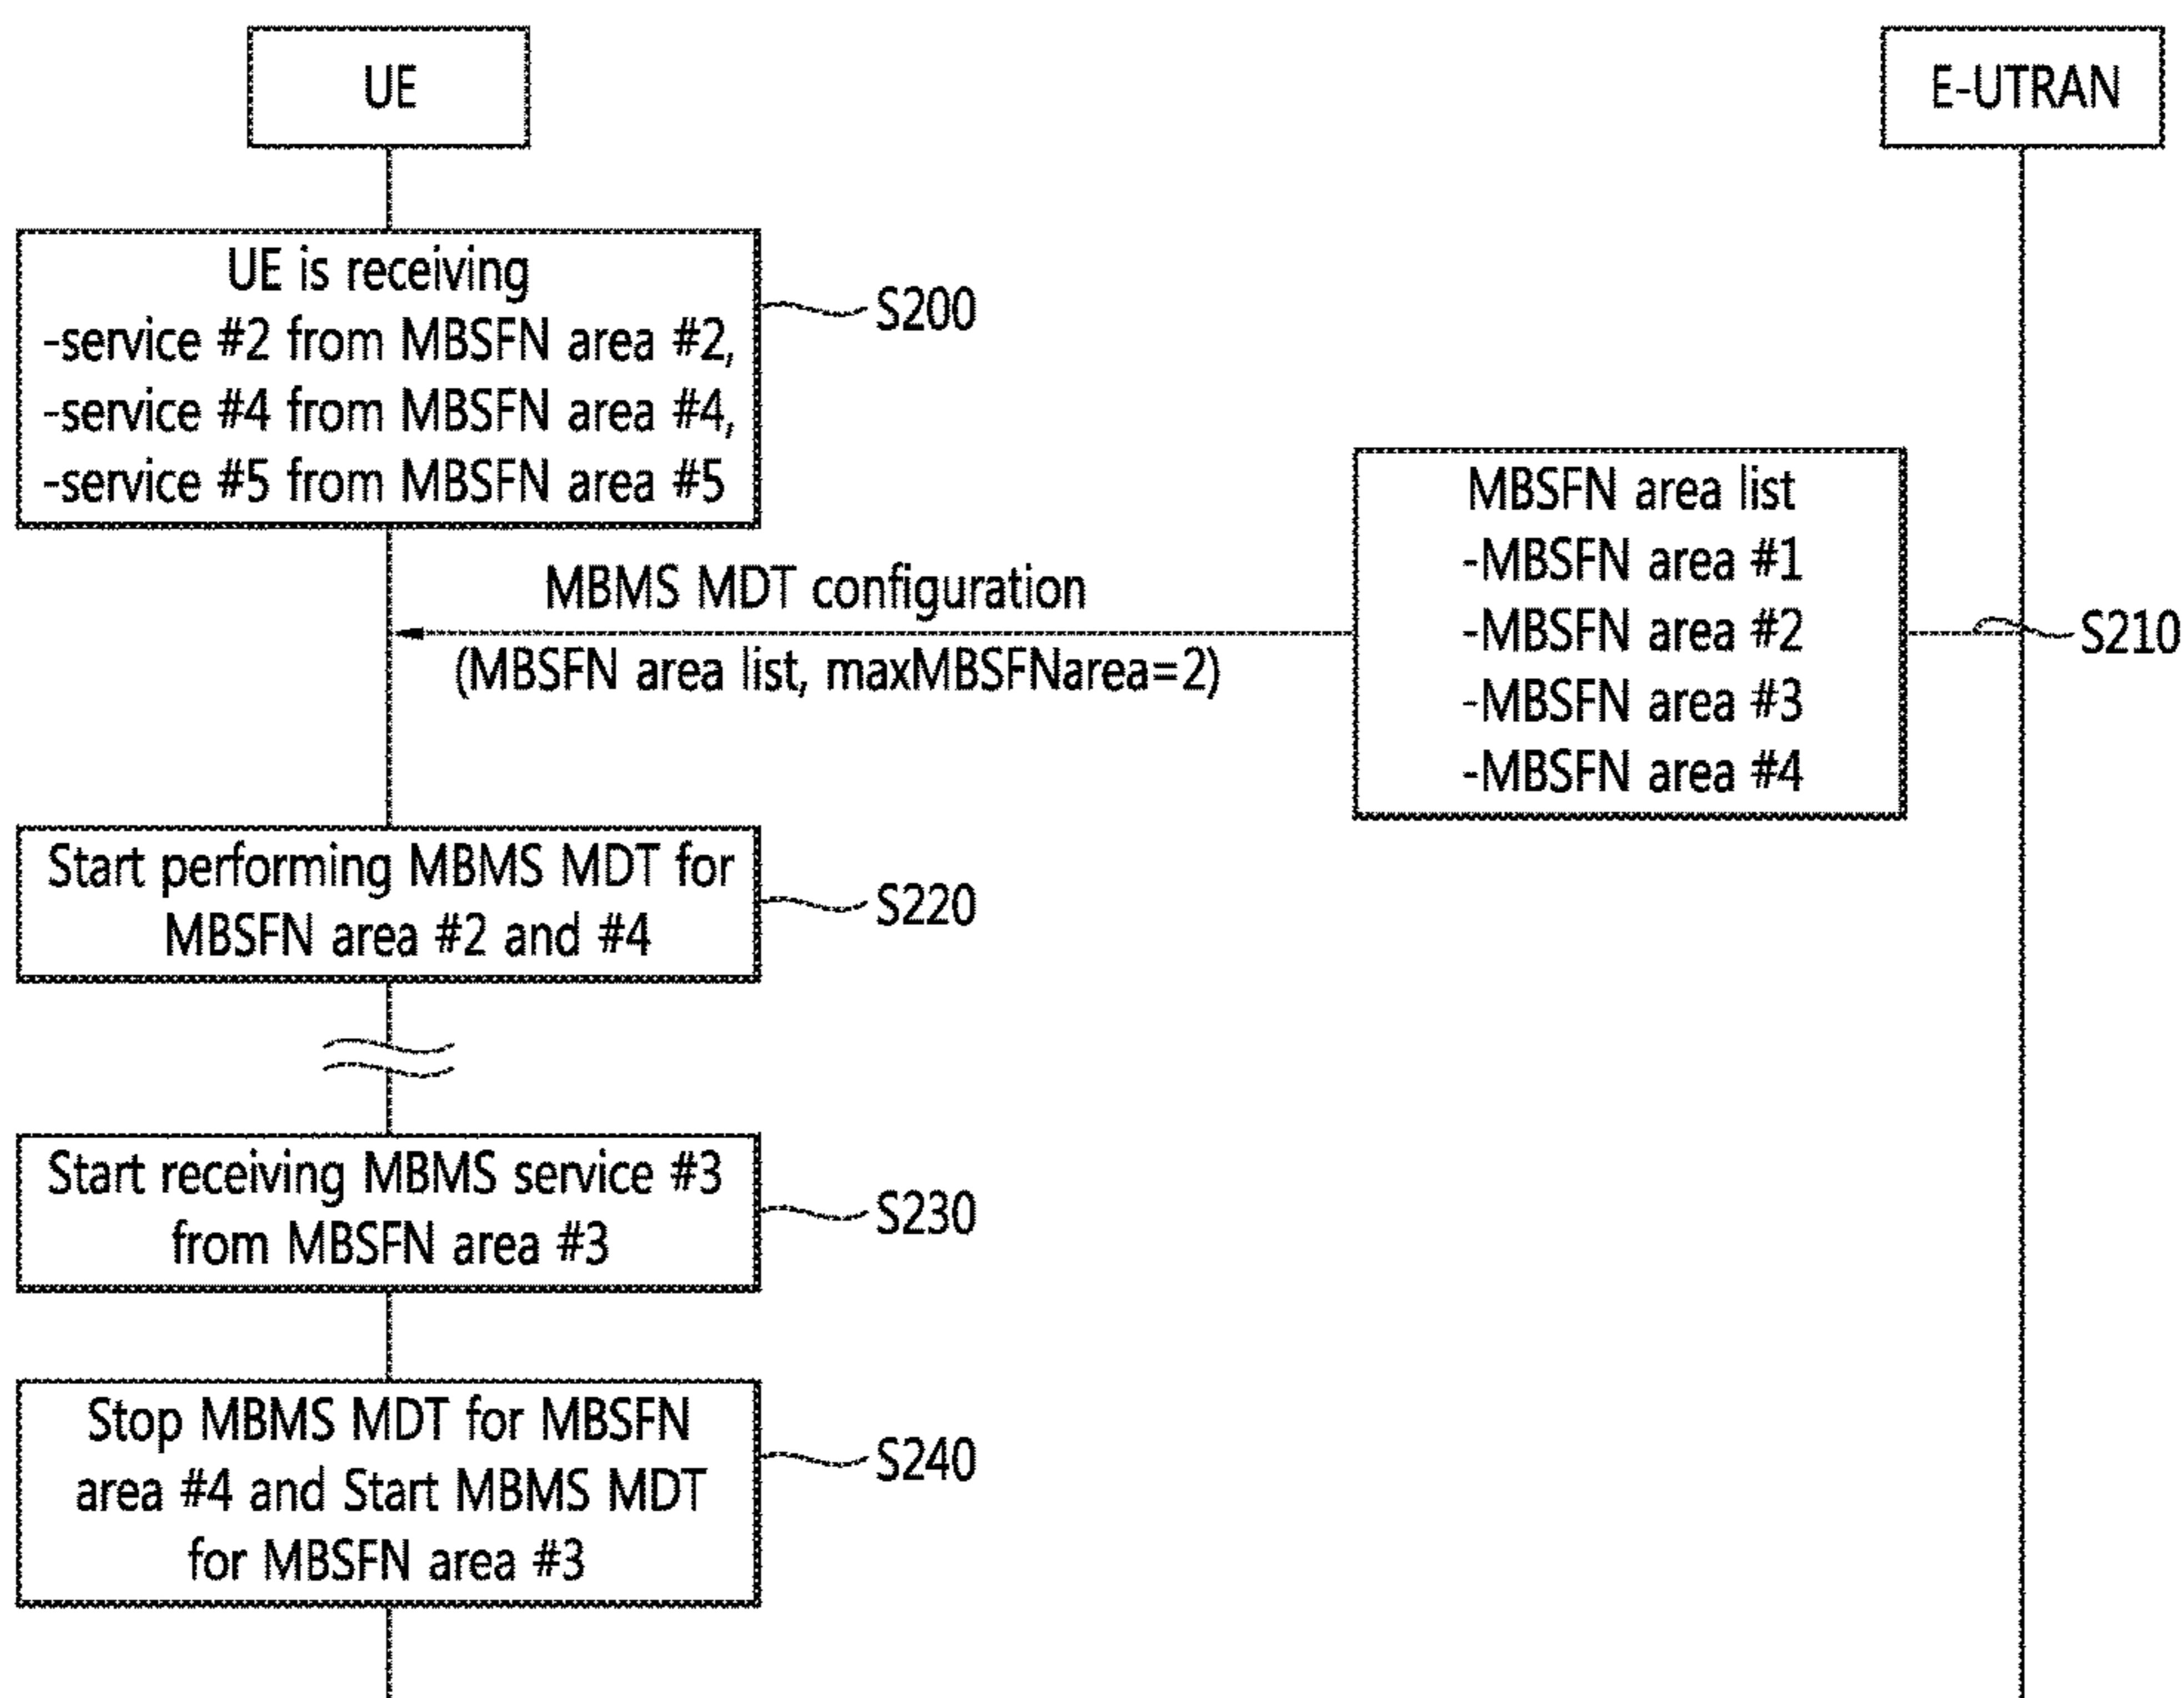 UE
E-UTRAN
UE is receiving
-service #2 from MBSFN area #2,
-service #4 from MBSFN area #4,
-service #5 from MBSFN area #5
S200
MBSFN area list
-MBSFN area #1
-MBSFN area #2
-MBSFN area #3
-MBSFN area #4
S210
MBMS MDT configuration
(MBSFN area list, maxMBSFNarea=2)
Start performing MBMS MDT for
MBSFN area #2 and #4
S220
Start receiving MBMS service #3
from MBSFN area #3
S230
Stop MBMS MDT for MBSFN
area #4 and Start MBMS MDT
for MBSFN area #3
S240